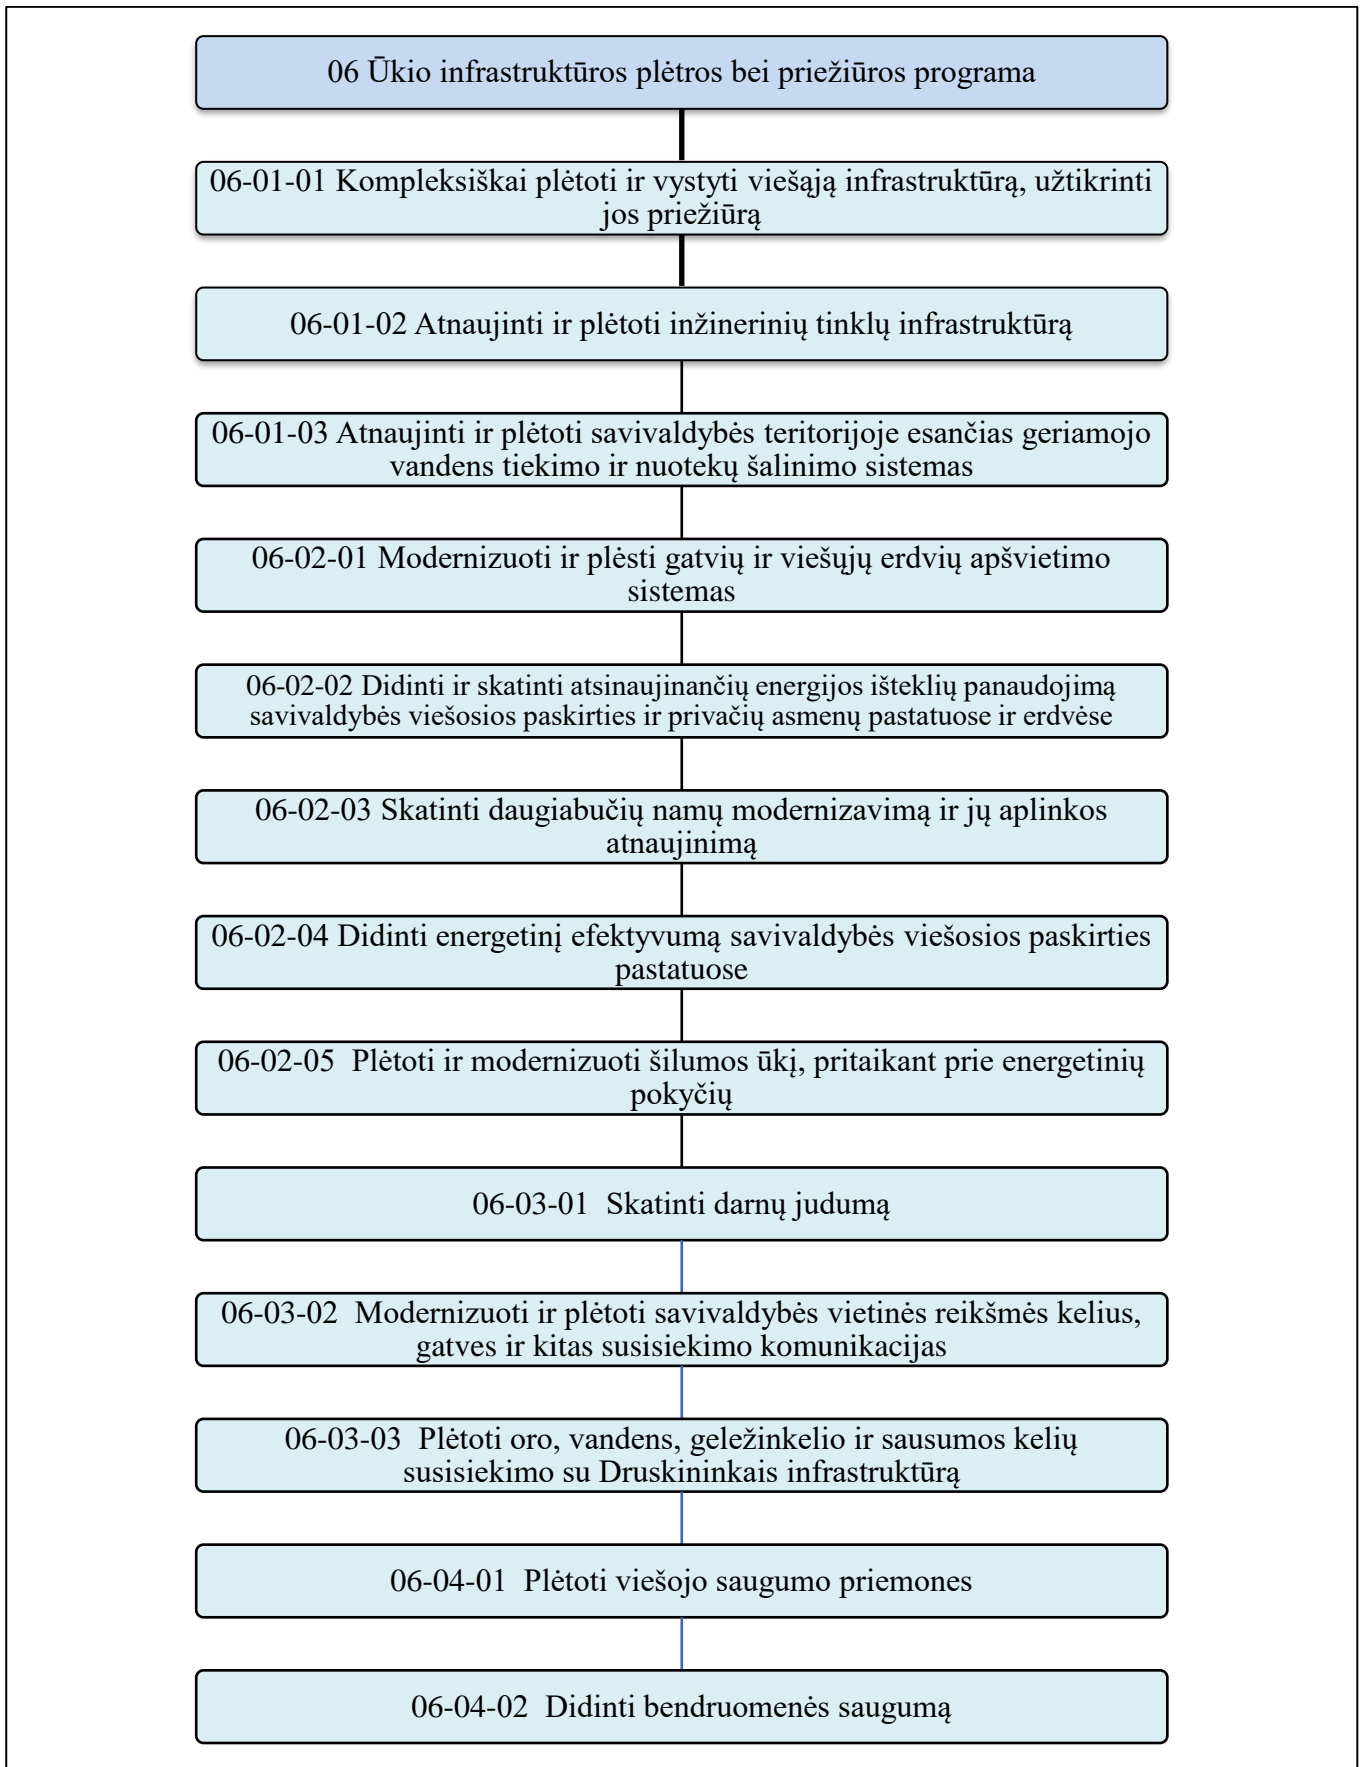 06 Ūkio infrastruktūros plėtros bei priežiūros programa
06-01-01 Kompleksiškai plėtoti ir vystyti viešąją infrastruktūrą, užtikrinti
jos priežiūrą
06-01-02 Atnaujinti ir plėtoti inžinerinių tinklų infrastruktūrą
06-01-03 Atnaujinti ir plėtoti savivaldybės teritorijoje esančias geriamojo
vandens tiekimo ir nuotekų šalinimo sistemas
06-02-01 Modernizuoti ir plėsti gatvių ir viešųjų erdvių apšvietimo
sistemas
06-02-02 Didinti ir skatinti atsinaujinančių energijos išteklių panaudojimą
savivaldybės viešosios paskirties ir privačių asmenų pastatuose ir erdvėse
06-02-03 Skatinti daugiabučių namų modernizavimą ir jų aplinkos
atnaujinimą
06-02-04 Didinti energetinį efektyvumą savivaldybės viešosios paskirties
pastatuose
06-02-05 Plėtoti ir modernizuoti šilumos ūkį, pritaikant prie energetinių
pokyčių
06-03-01 Skatinti darnų judumą
06-03-02 Modernizuoti ir plėtoti savivaldybės vietinės reikšmės kelius,
gatves ir kitas susisiekimo komunikacijas
06-03-03 Plėtoti oro, vandens, geležinkelio ir sausumos kelių
susisiekimo su Druskininkais infrastruktūrą
06-04-01 Plėtoti viešojo saugumo priemones
06-04-02 Didinti bendruomenės saugumą